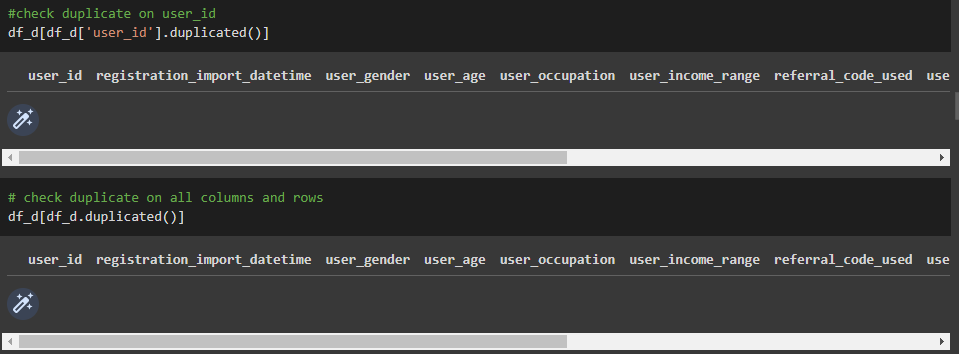 #check duplicate on user_id
df_d[df_d['user_id'].duplicated()]
user_id registration_import_datetime user_gender user_age user_occupation user_income_range referral_code_used use
# check duplicate on all columns and rows
df_d[df_d.duplicated()]
user_id registration_import_datetime user_gender user_age user_occupation user_income_range referral_code_used use